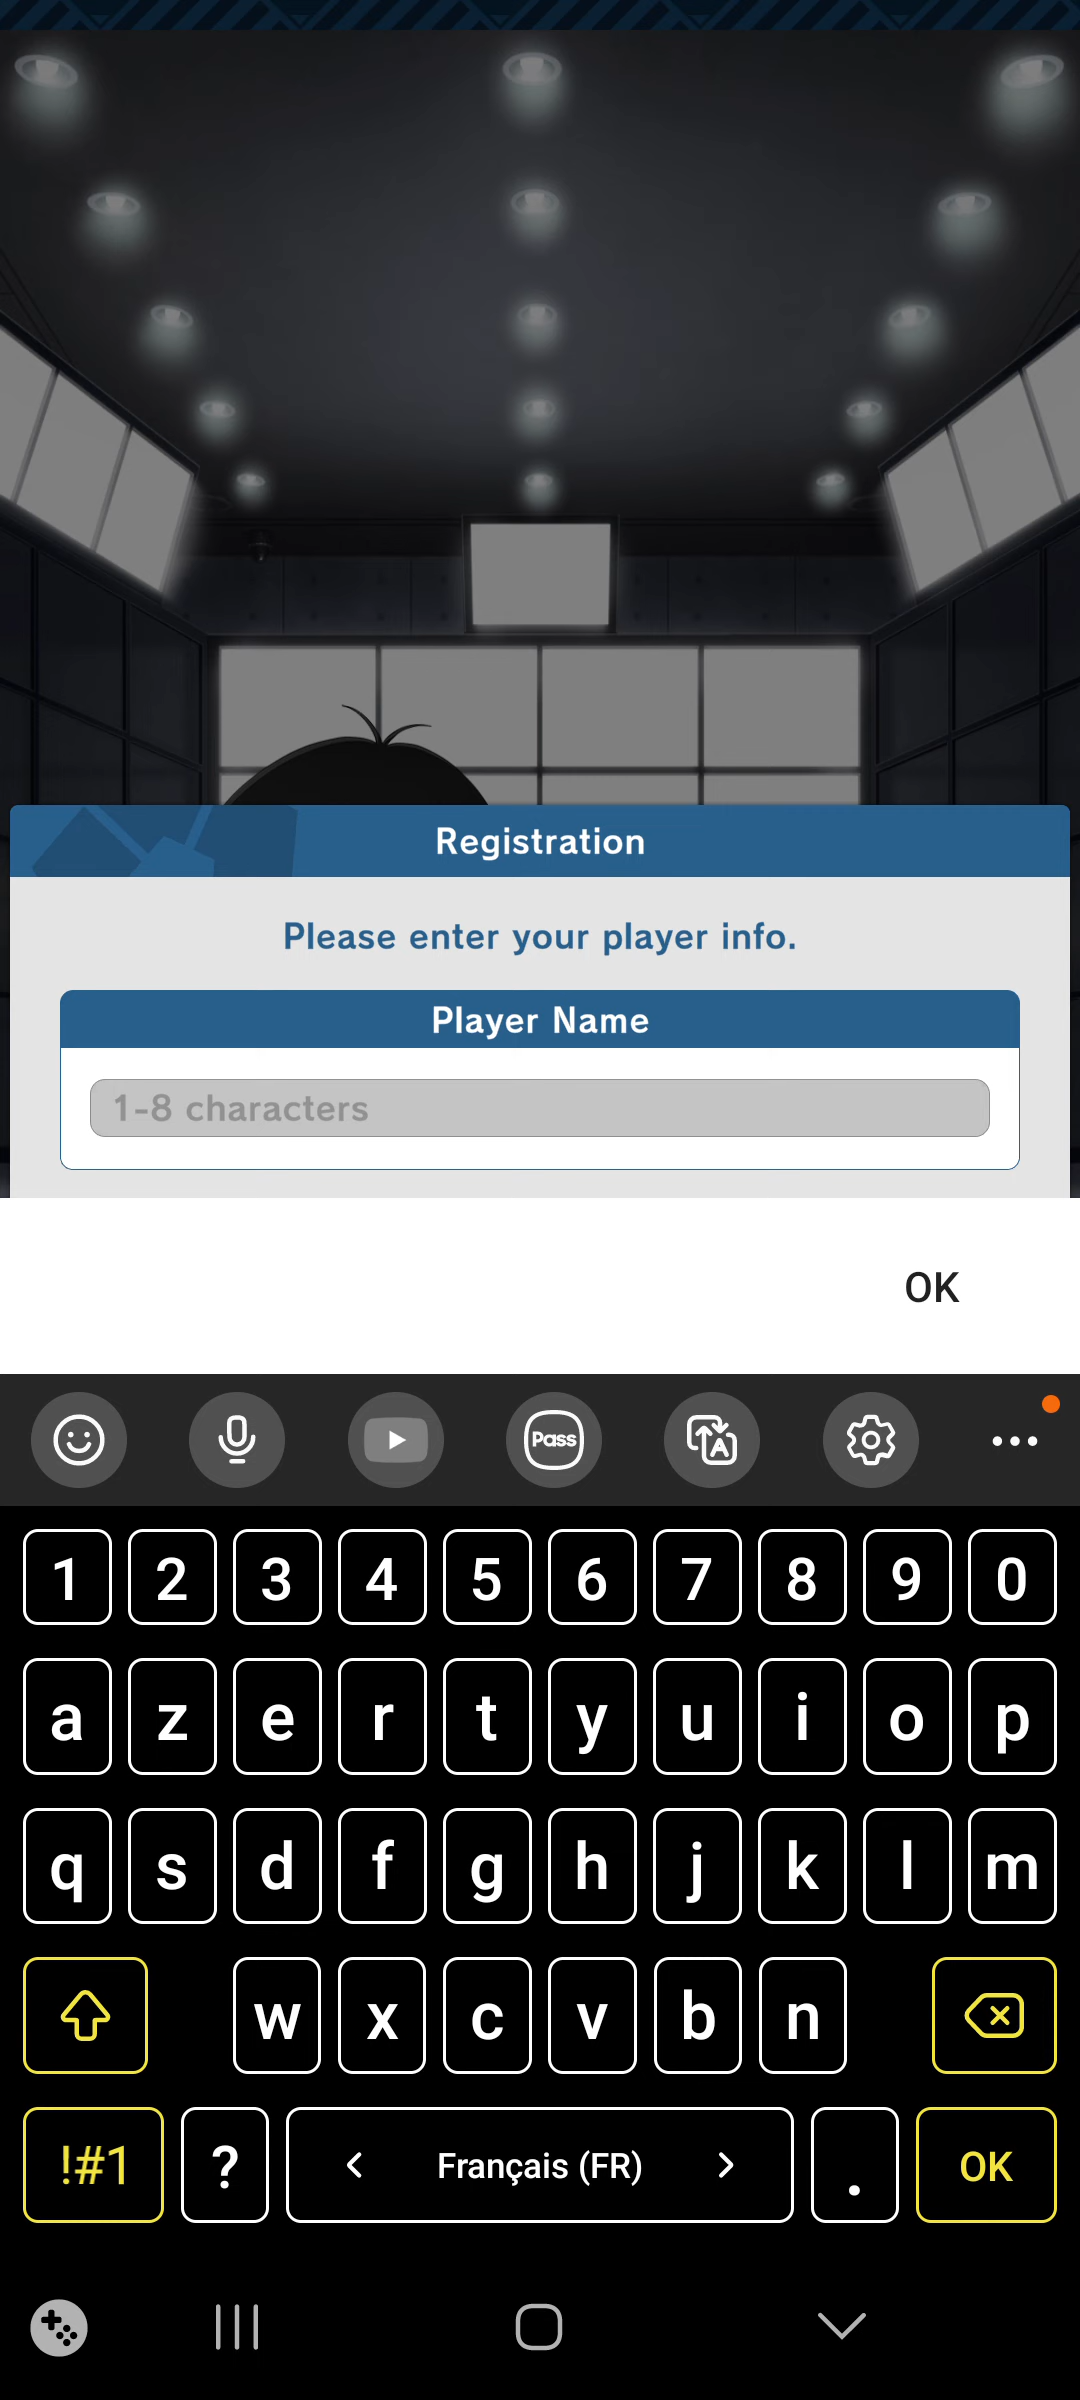 Registration
Please enter your player info.
Player Name
1-8 characters
OK
Pass
A
1 2 3 4 5 6 7 8 9 0
a z e r t y u i o p
q s d f g h j k l m
w x c v b n
!#1 ? Français (FR) . OK